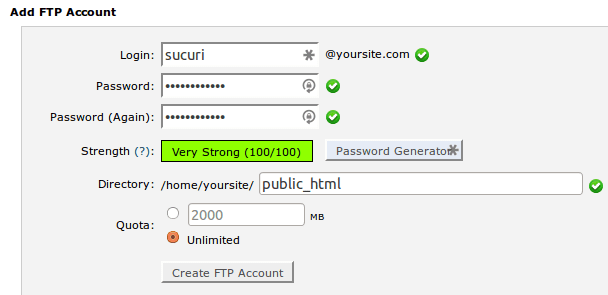 Add FTP Account
Login: sucuri @yoursite.com
Password: ••••••••••••
Password (Again): ••••••••••••
Strength (?): Very Strong (100/100) Password Generator
Directory: /home/yoursite/ public_html
Quota: 2000 MB
Unlimited
Create FTP Account